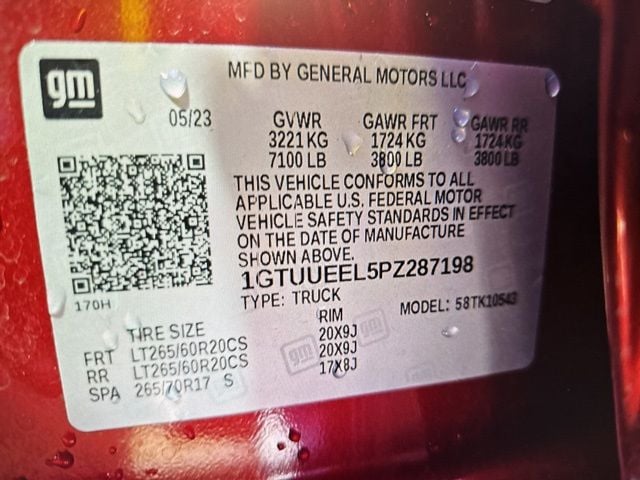 gm
MFD BY GENERAL MOTORS LLC
05/23
GVWR GAWR FRT GAWR RR
3221 KG 1724 KG 1724 KG
7100 LB 3800 LB 3800 LB
THIS VEHICLE CONFORMS TO ALL
APPLICABLE U.S. FEDERAL MOTOR
VEHICLE SAFETY STANDARDS IN EFFECT
ON THE DATE OF MANUFACTURE
SHOWN ABOVE.
1GTUUEEL5PZ287198
170H
TYPE: TRUCK MODEL: 58TK10543
TIRE SIZE RIM
FRT LT265/60R20CS 20X9J
RR LT265/60R20CS 20X9J
SPA 265/70R17 S 17X8J
gm gm gm